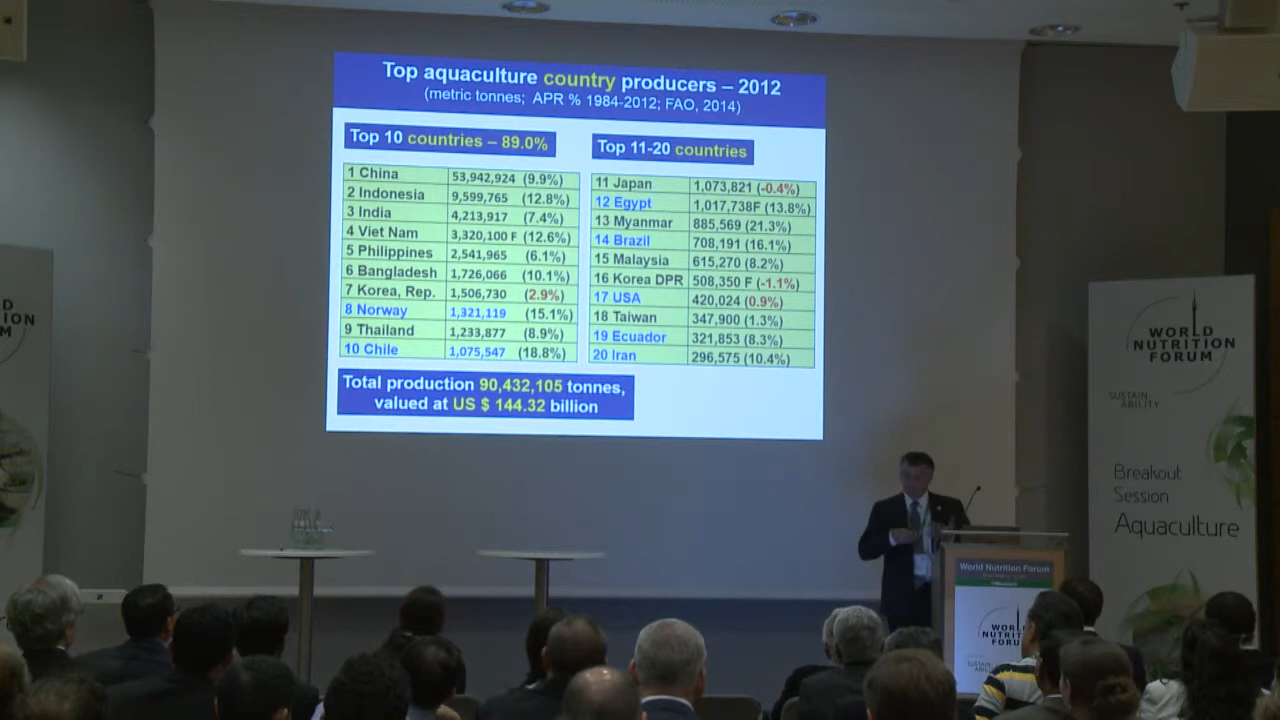 Top aquaculture country producers – 2012
(metric tonnes; APR % 1984-2012; FAO, 2014)
Top 10 countries – 89.0%
1 China 53,942,924 (9.9%)
2 Indonesia 9,599,765 (12.8%)
3 India 4,213,917 (7.4%)
4 Viet Nam 3,320,100 F (12.6%)
5 Philippines 2,541,965 (6.1%)
6 Bangladesh 1,726,066 (10.1%)
7 Korea, Rep. 1,506,730 (2.9%)
8 Norway 1,321,119 (15.1%)
9 Thailand 1,233,877 (8.9%)
10 Chile 1,075,547 (18.8%)
Top 11-20 countries
11 Japan 1,073,821 (-0.4%)
12 Egypt 1,017,738F (13.8%)
13 Myanmar 885,569 (21.3%)
14 Brazil 708,191 (16.1%)
15 Malaysia 615,270 (8.2%)
16 Korea DPR 508,350 F (-1.1%)
17 USA 420,024 (0.9%)
18 Taiwan 347,900 (1.3%)
19 Ecuador 321,853 (8.3%)
20 Iran 296,575 (10.4%)
Total production 90,432,105 tonnes,
valued at US $ 144.32 billion
D
ION
M
WORLD
NUTRITION
FORUM
SUSTAIN
ABILITY
Breakout
Session
Aquaculture
World Nutrition Forum
WORL
NUTRIT
FORU
SUSTAIN